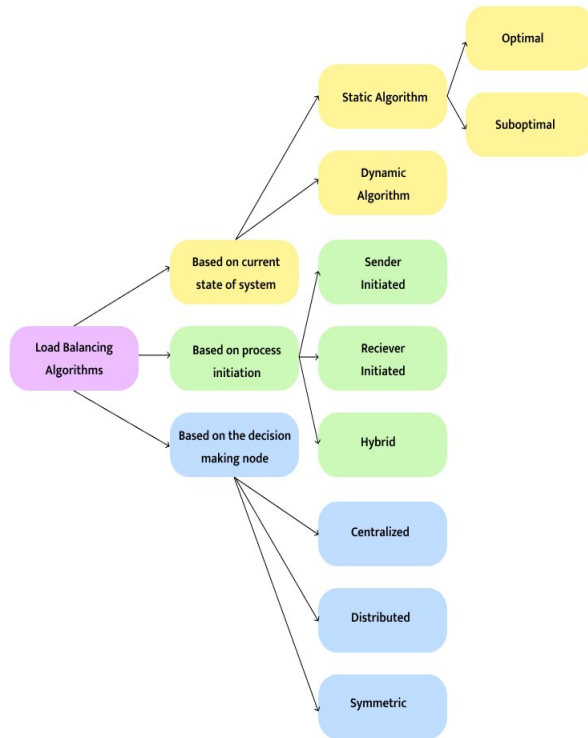 Optimal
Static Algorithm
Suboptimal
Dynamic
Algorithm
Based on current
state of system
Sender
Initiated
Load Balancing
Algorithms
Based on process
initiation
Reciever
Initiated
Based on the decision
making node
Hybrid
Centralized
Distributed
Symmetric